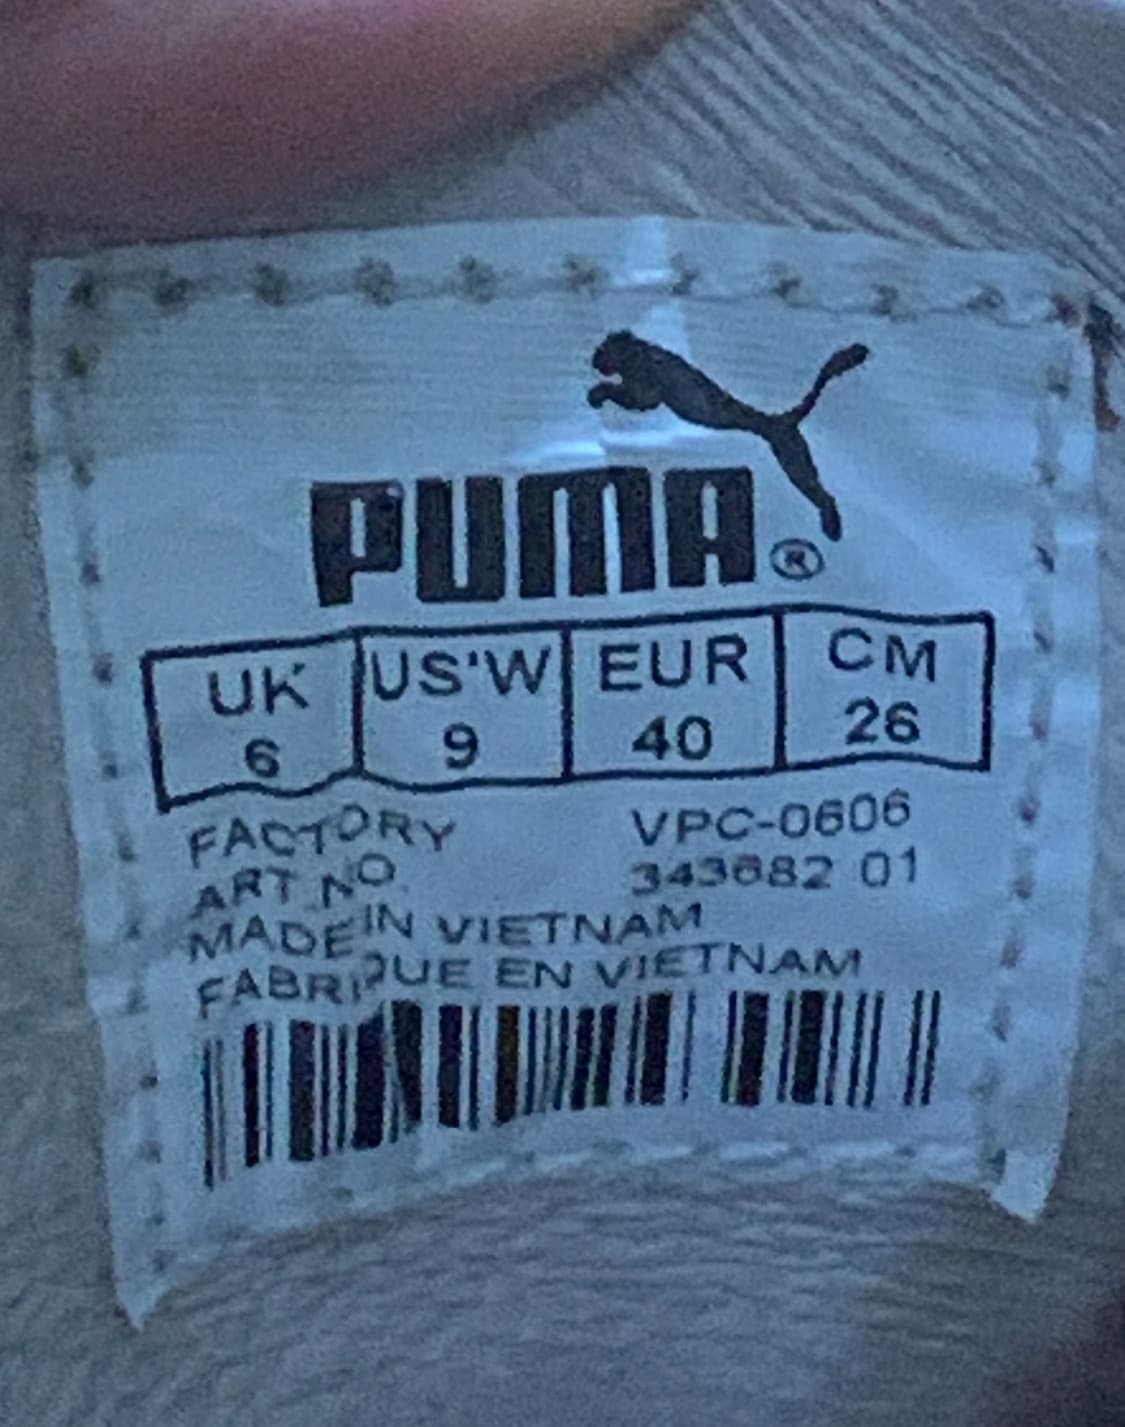 PUMA®
UK US'W EUR CM
6 9 40 26
FACTORY VPC-0606
ART NO. 343682 01
MADE IN VIETNAM
FABRIQUE EN VIETNAM